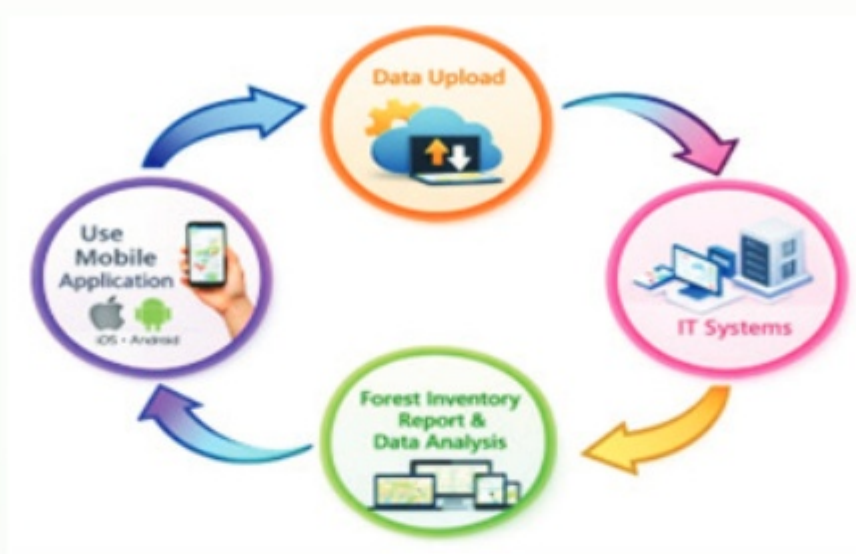 Data Upload
Use
Mobile
Application
iOS • Android
IT Systems
Forest Inventory
Report &
Data Analysis